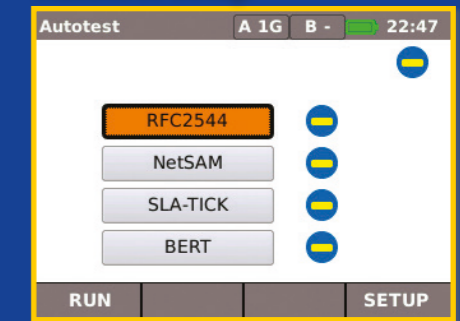 Autotest A 1G B - 22:47
RFC2544
NetSAM
SLA-TICK
BERT
RUN SETUP